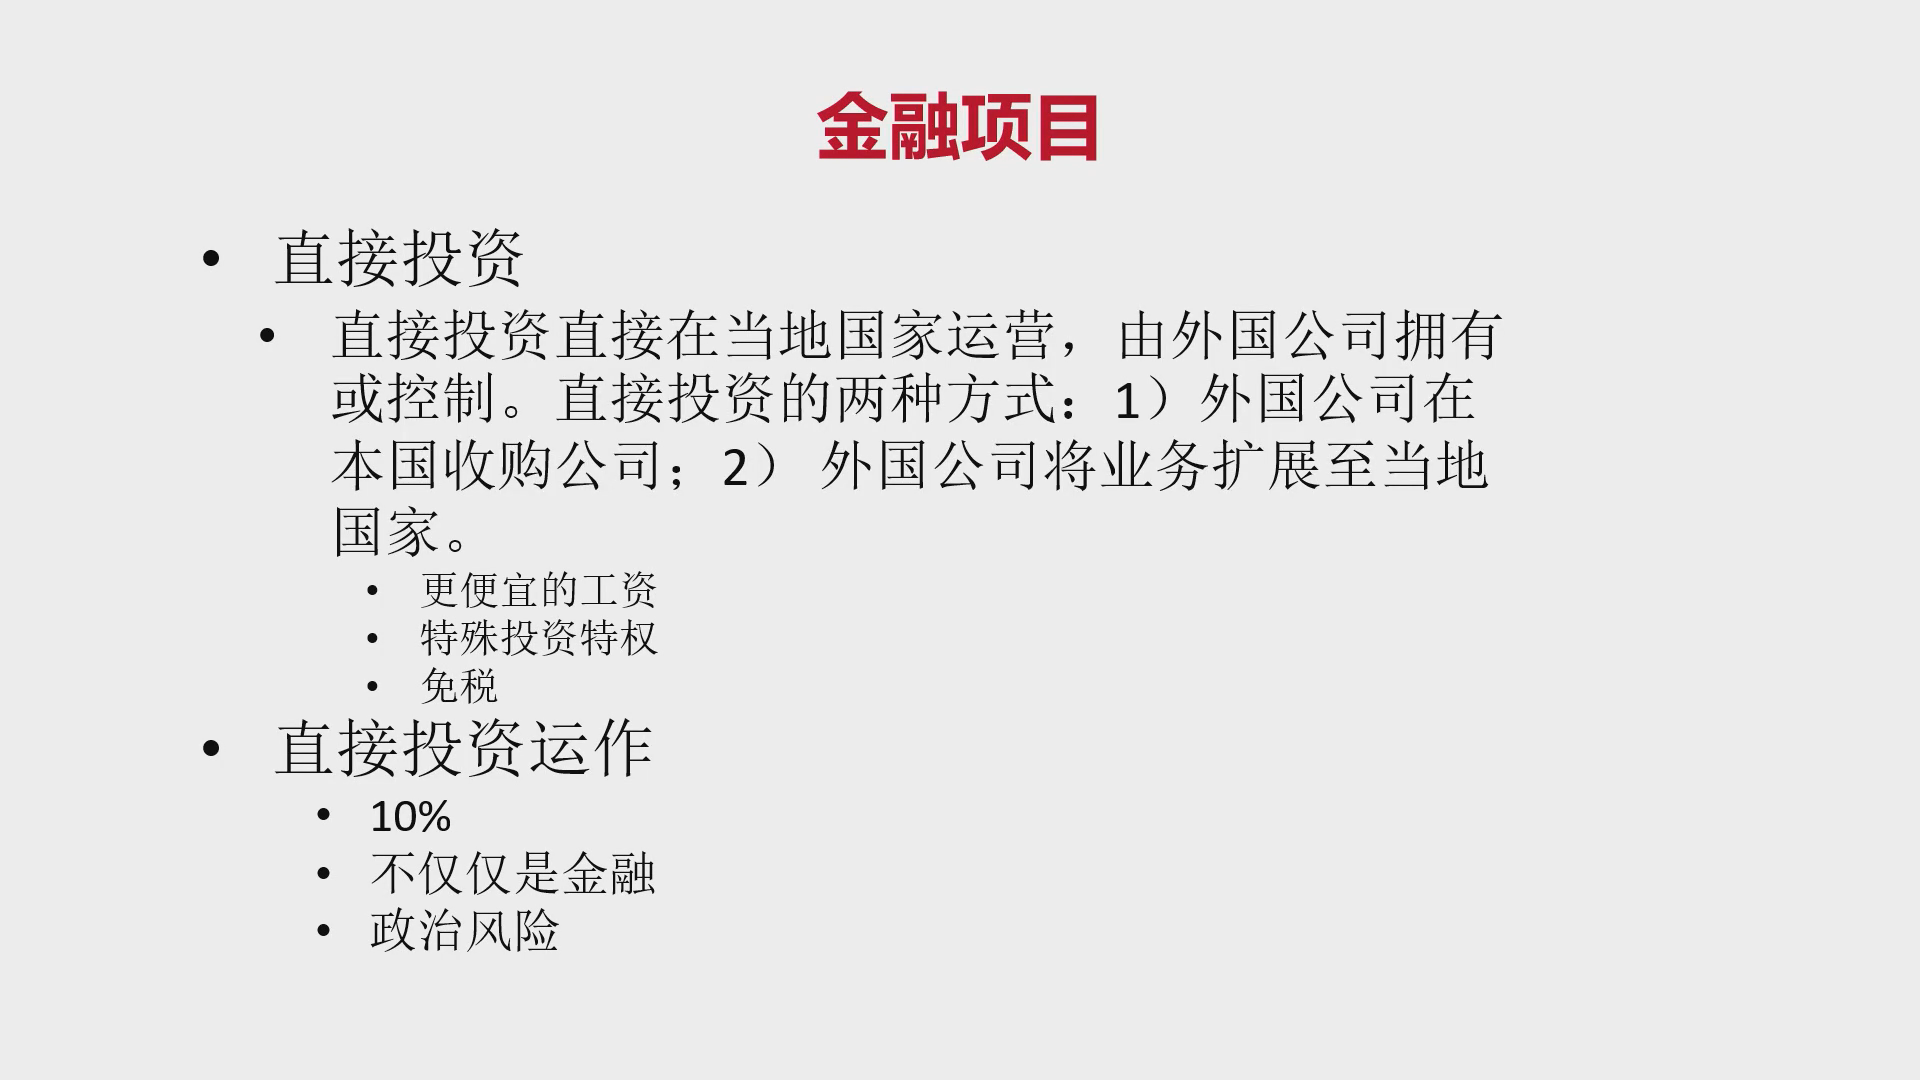 金融项目
• 直接投资
• 直接投资直接在当地国家运营，由外国公司拥有
或控制。直接投资的两种方式：1）外国公司在
本国收购公司；2） 外国公司将业务扩展至当地
国家。
• 更便宜的工资
• 特殊投资特权
• 免税
• 直接投资运作
• 10%
• 不仅仅是金融
• 政治风险